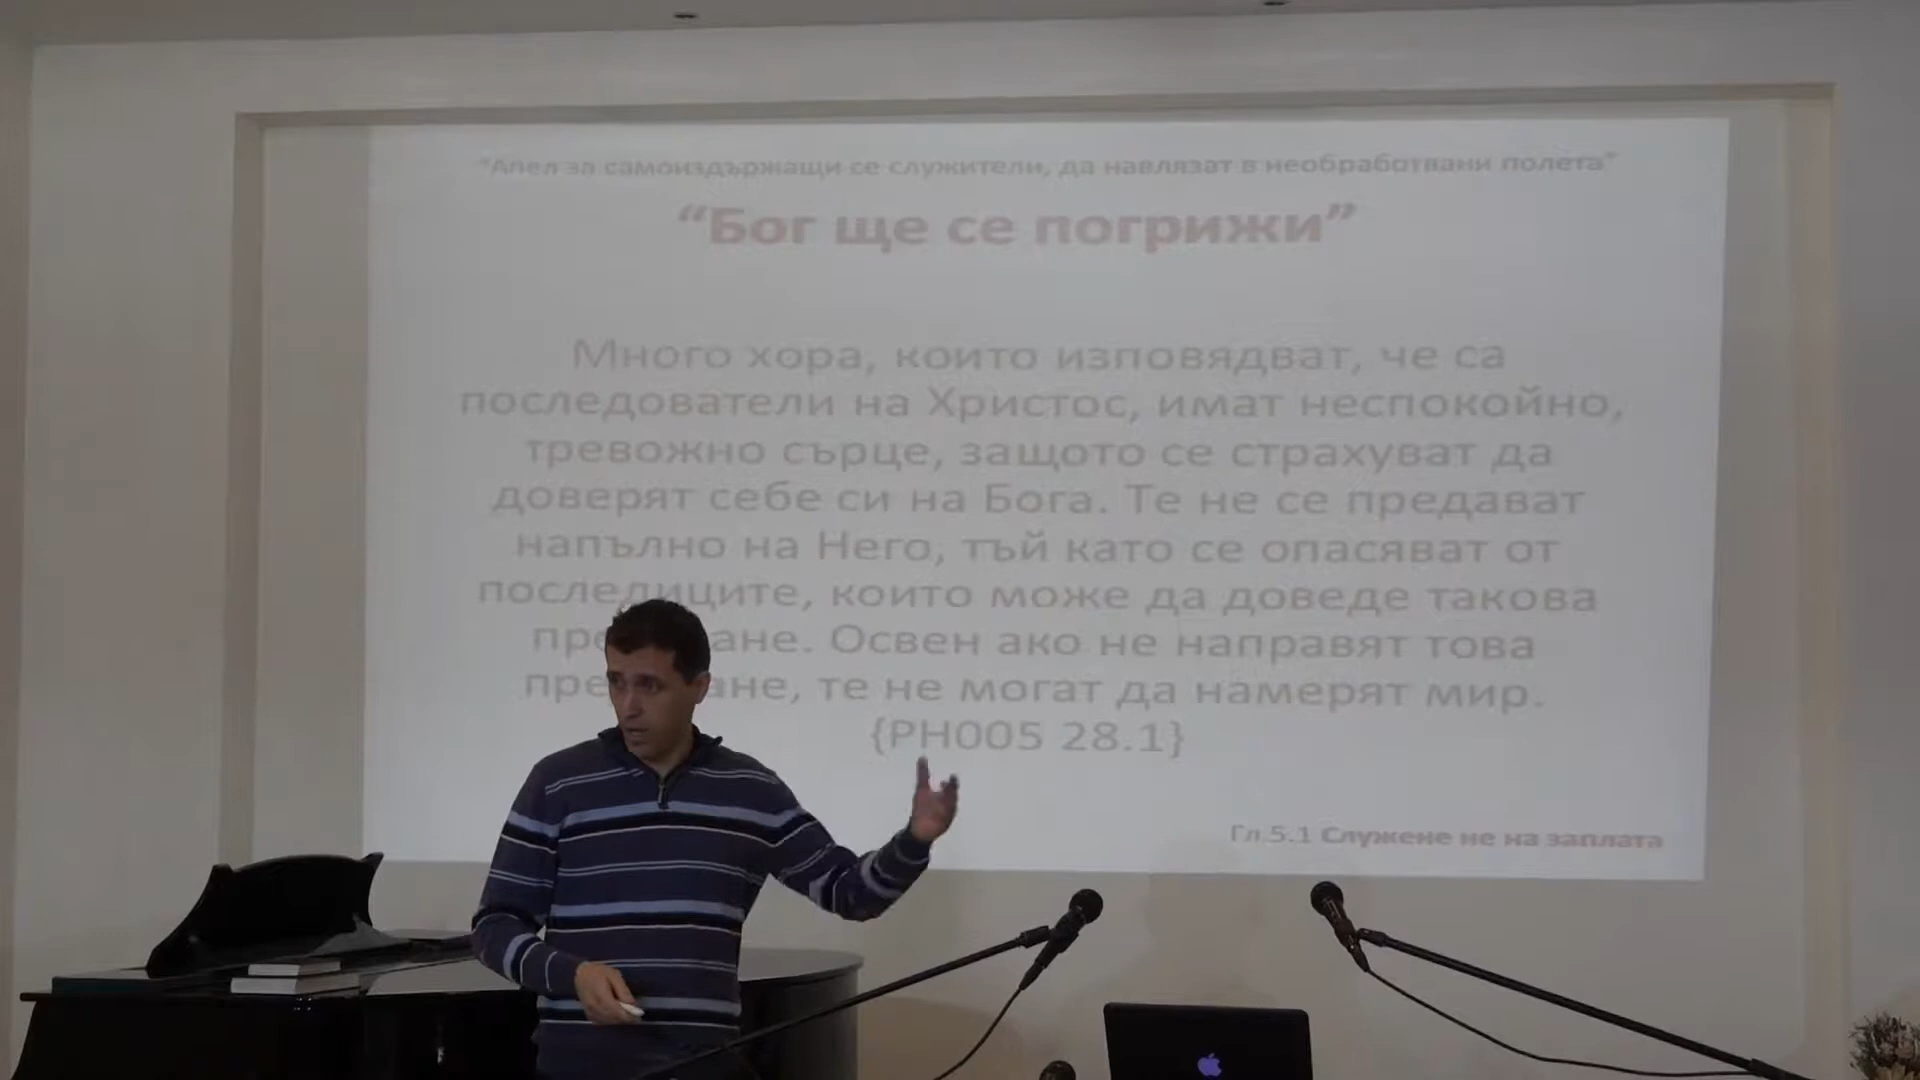 “Апел за самоиздържащи се служители, да навлязат в необработвани полета”
“Бог ще се погрижи”
Много хора, които изповядват, че са
последователи на Христос, имат неспокойно,
тревожно сърце, защото се страхуват да
доверят себе си на Бога. Те не се предават
напълно на Него, тъй като се опасяват от
последиците, които може да доведе такова
Освен ако не направят това
те не могат да намерят мир.
{PH005 28.1}
Гл.5.1 Служене не на заплата